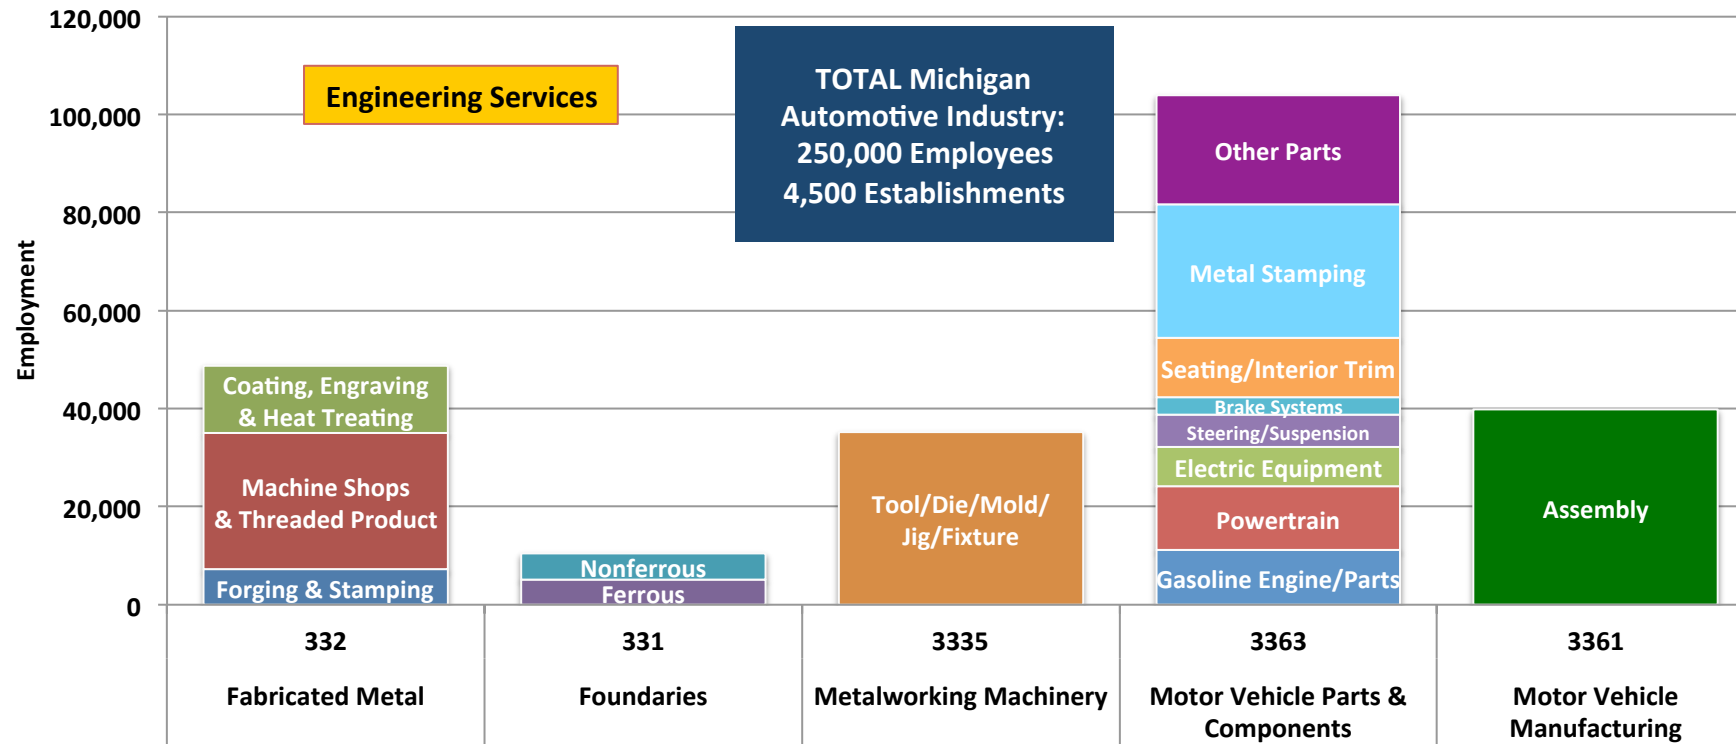 120,000
100,000
80,000
60,000
40,000
20,000
0
Employment
Engineering Services
TOTAL Michigan
Automotive Industry:
250,000 Employees
4,500 Establishments
Coating, Engraving
& Heat Treating
Machine Shops
& Threaded Product
Forging & Stamping
Nonferrous
Ferrous
Tool/Die/Mold/
Jig/Fixture
Other Parts
Metal Stamping
Seating/Interior Trim
Brake Systems
Steering/Suspension
Electric Equipment
Powertrain
Gasoline Engine/Parts
Assembly
332
Fabricated Metal
331
Foundaries
3335
Metalworking Machinery
3363
Motor Vehicle Parts &
Components
3361
Motor Vehicle
Manufacturing